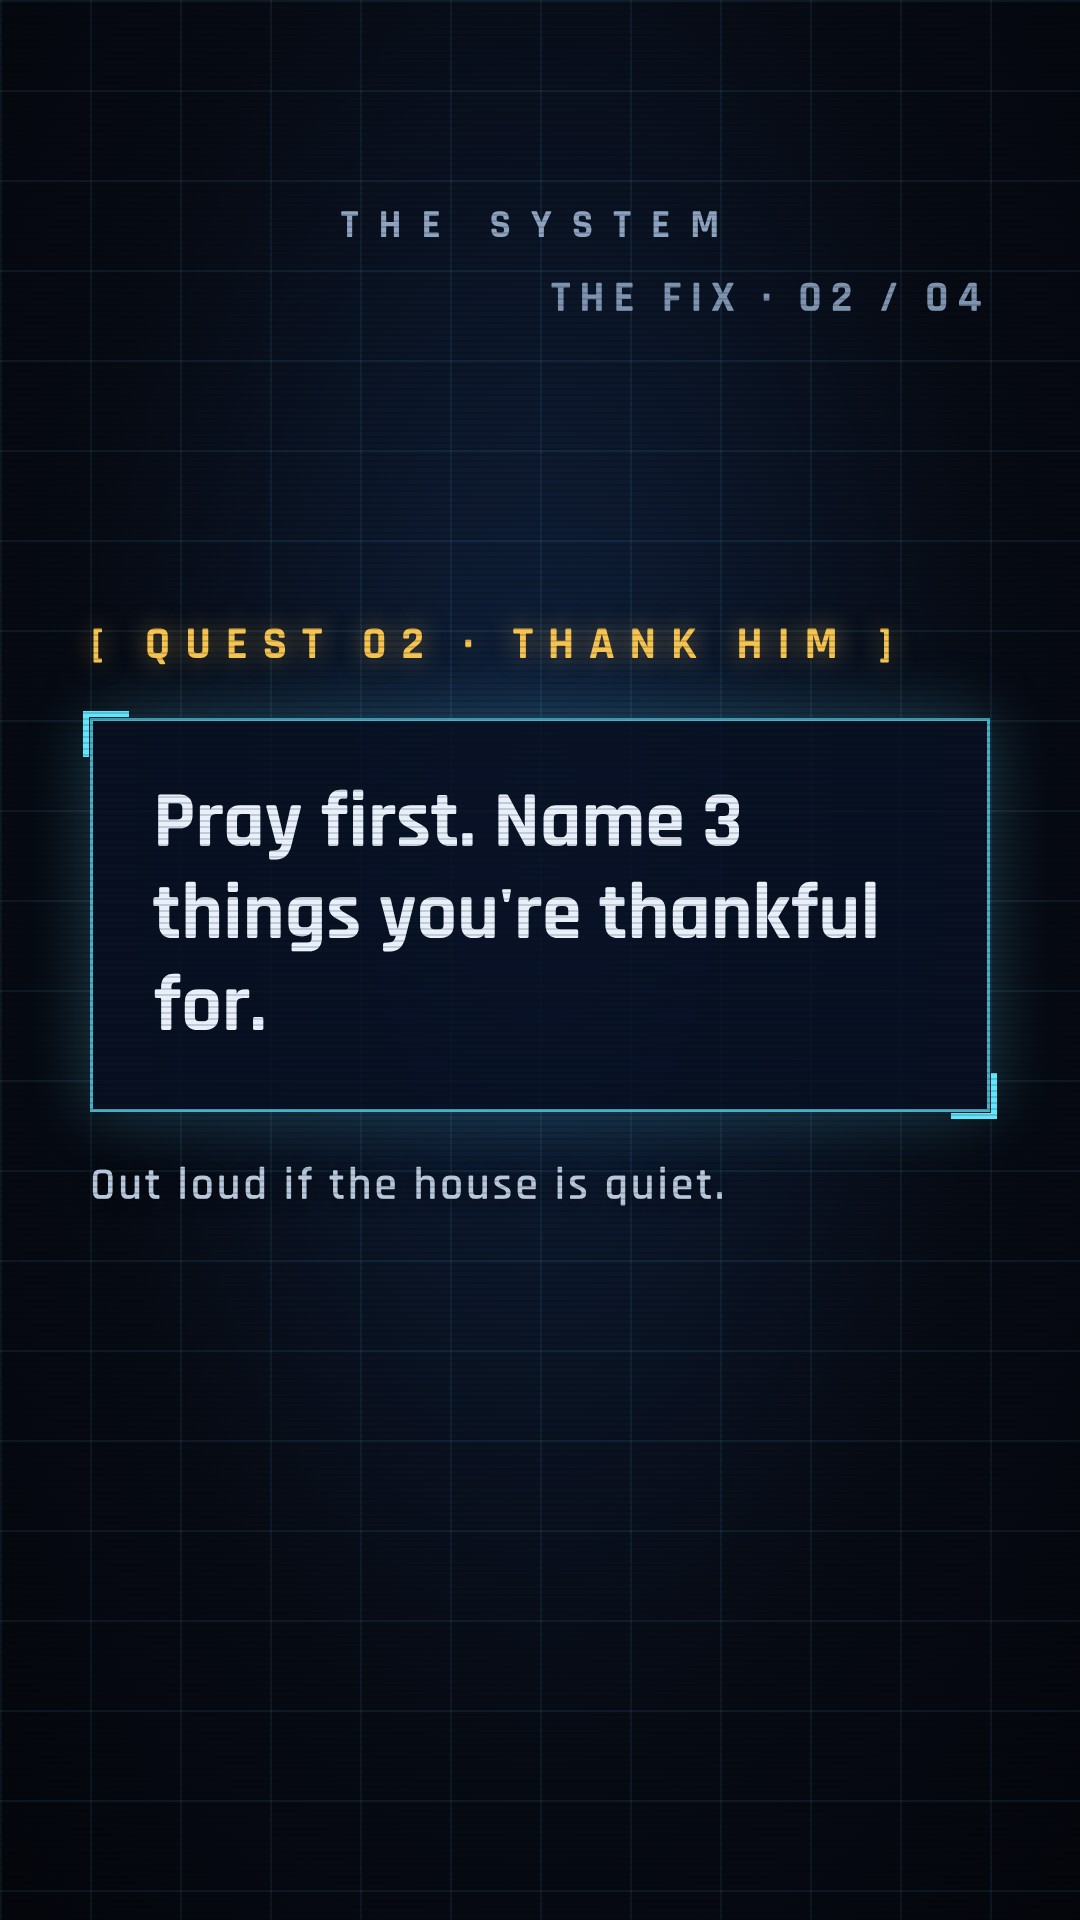 THE SYSTEM
THE FIX · 02 / 04
[ QUEST 02 · THANK HIM ]
Pray first. Name 3
things you're thankful
for.
Out loud if the house is quiet.